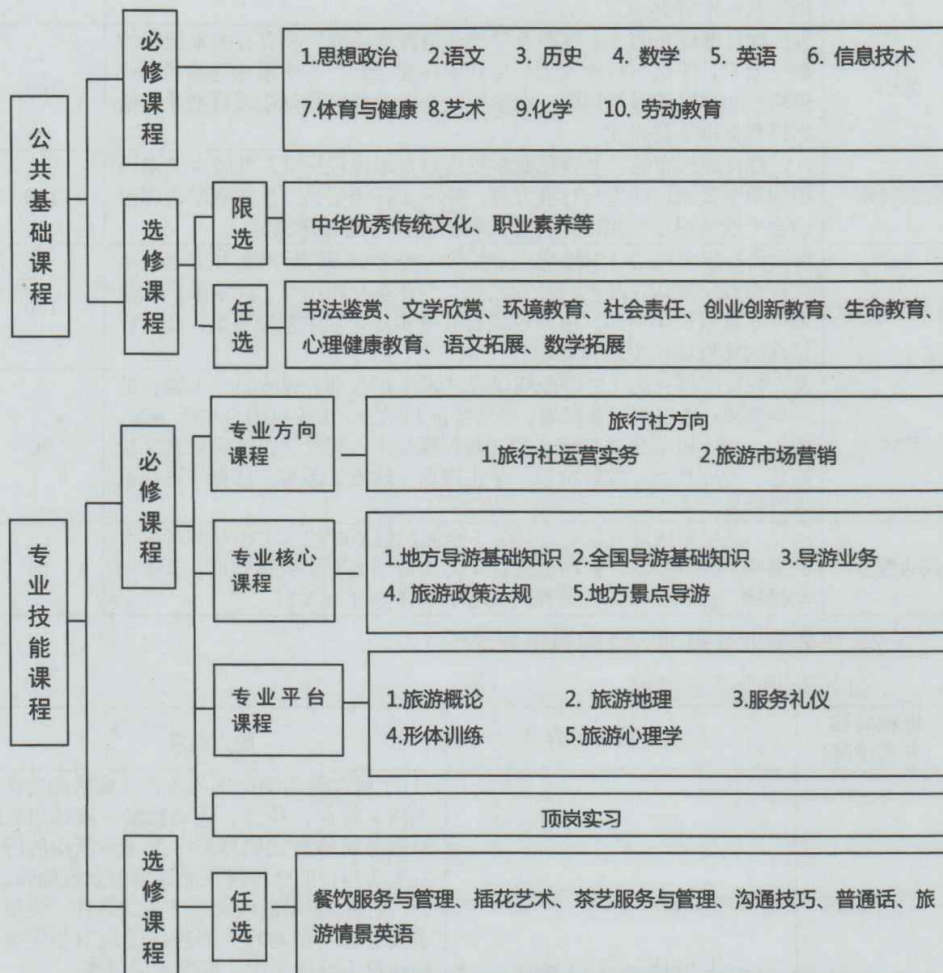 公共基础课程
必修课程
1.思想政治 2.语文 3. 历史 4. 数学 5. 英语 6. 信息技术
7.体育与健康 8.艺术 9.化学 10. 劳动教育
选修课程
限选
中华优秀传统文化、职业素养等
任选
书法鉴赏、文学欣赏、环境教育、社会责任、创业创新教育、生命教育、
心理健康教育、语文拓展、数学拓展
专业技能课程
必修课程
专业方向
课程
旅行社方向
1.旅行社运营实务 2.旅游市场营销
专业核心
课程
1.地方导游基础知识 2.全国导游基础知识 3.导游业务
4. 旅游政策法规 5.地方景点导游
专业平台
课程
1.旅游概论 2. 旅游地理 3.服务礼仪
4.形体训练 5.旅游心理学
顶岗实习
选修课程
任选
餐饮服务与管理、插花艺术、茶艺服务与管理、沟通技巧、普通话、旅
游情景英语